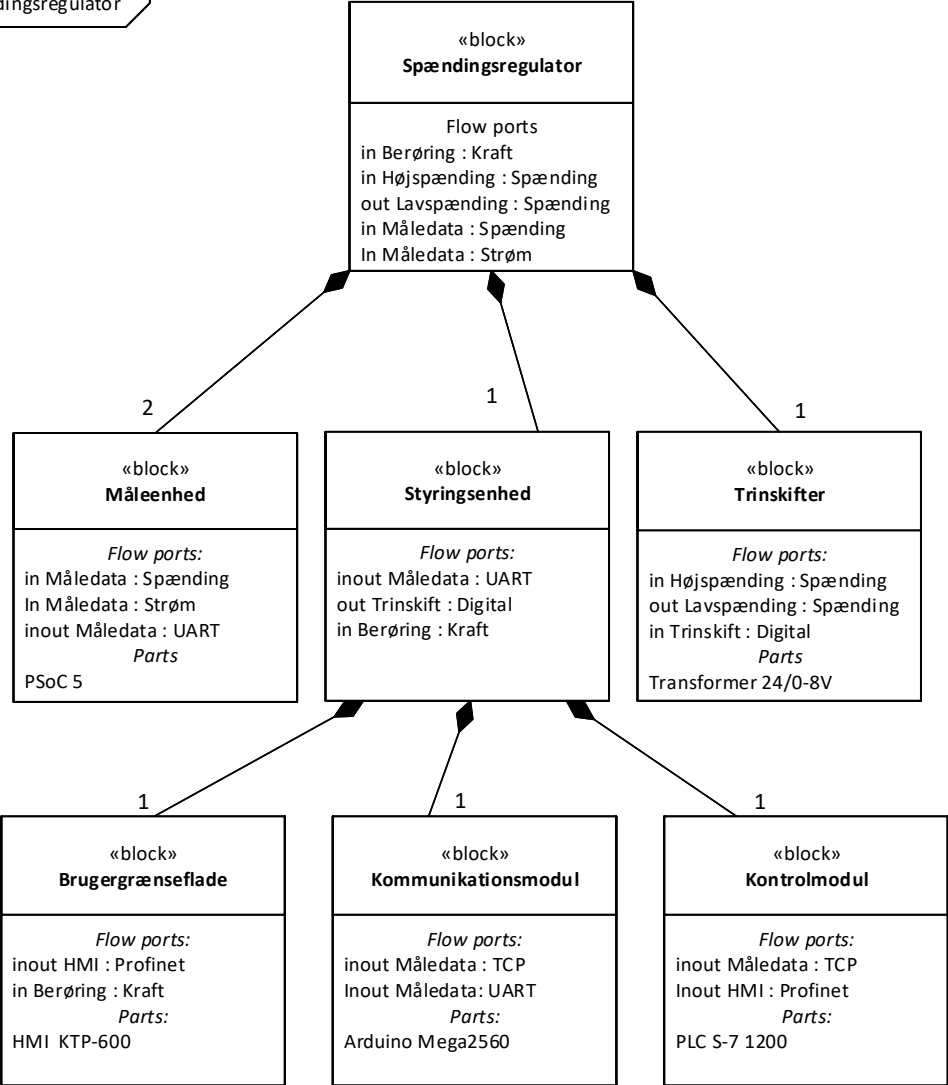 dingsregulator
«block»
Spændingsregulator
Flow ports
in Berøring : Kraft
in Højspænding : Spænding
out Lavspænding : Spænding
in Måledata : Spænding
In Måledata : Strøm
2
1
1
«block»
Måleenhed
Flow ports:
in Måledata : Spænding
In Måledata : Strøm
inout Måledata : UART
Parts
PSoC 5
«block»
Styringsenhed
Flow ports:
inout Måledata : UART
out Trinskift : Digital
in Berøring : Kraft
«block»
Trinskifter
Flow ports:
in Højspænding : Spænding
out Lavspænding : Spænding
in Trinskift : Digital
Parts
Transformer 24/0-8V
1
1
1
«block»
Brugergrænseflade
Flow ports:
inout HMI : Profinet
in Berøring : Kraft
Parts:
HMI KTP-600
«block»
Kommunikationsmodul
Flow ports:
inout Måledata : TCP
Inout Måledata: UART
Parts:
Arduino Mega2560
«block»
Kontrolmodul
Flow ports:
inout Måledata : TCP
Inout HMI : Profinet
Parts:
PLC S-7 1200